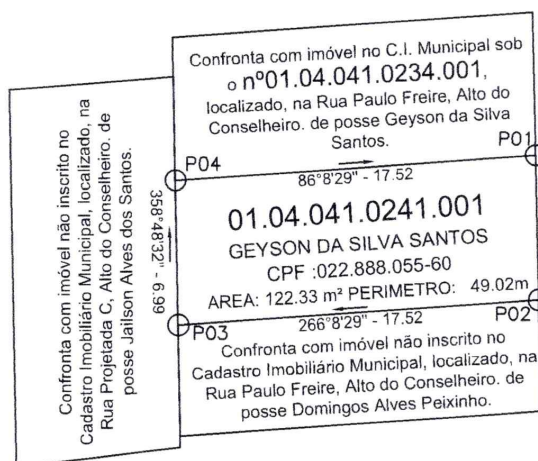 Confronta com imóvel no C.I. Municipal sob
o nº01.04.041.0234.001,
localizado, na Rua Paulo Freire, Alto do
Conselheiro. de posse Geyson da Silva
Santos.
P04
P01
86°8'29" - 17.52
Confronta com imóvel não inscrito no
Cadastro Imobiliário Municipal, localizado, na
Rua Projetada C, Alto do Conselheiro. de
posse Jailson Alves dos Santos.
358°48'32" - 6.99
01.04.041.0241.001
GEYSON DA SILVA SANTOS
CPF :022.888.055-60
AREA: 122.33 m² PERIMETRO: 49.02m
P03
266°8'29" - 17.52
P02
Confronta com imóvel não inscrito no
Cadastro Imobiliário Municipal, localizado, na
Rua Paulo Freire, Alto do Conselheiro. de
posse Domingos Alves Peixinho.